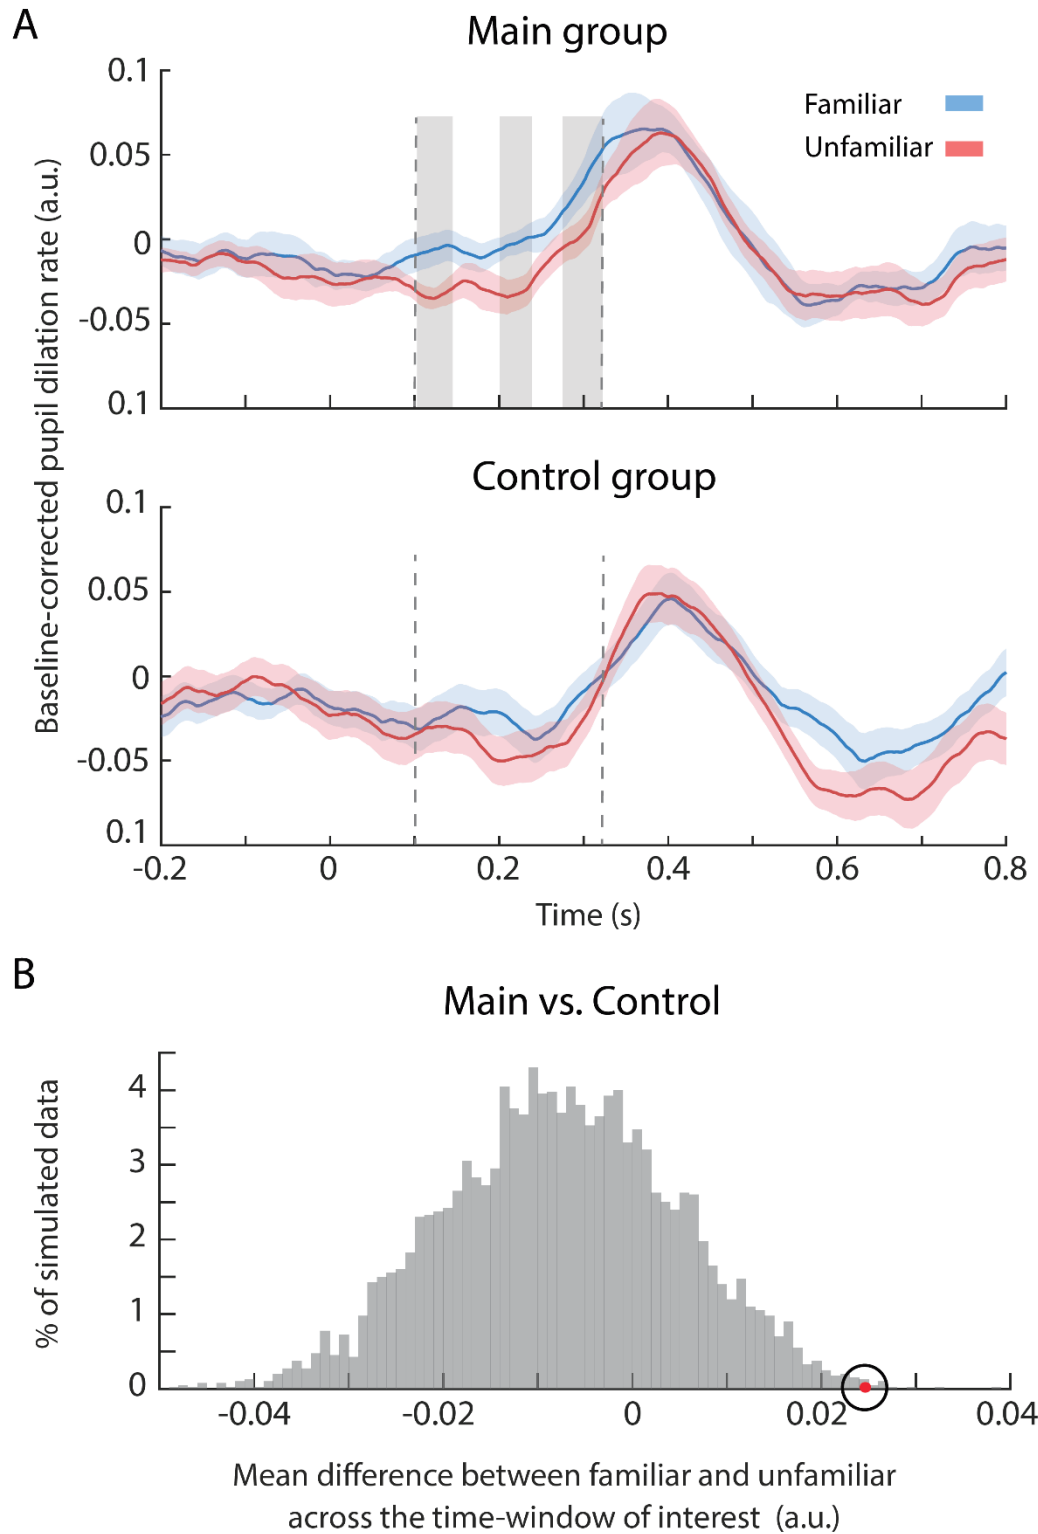 A
Main group
0.1
0.05
0
-0.05
0.1
Familiar
Unfamiliar
Baseline-corrected pupil dilation rate (a.u.)
Control group
0.1
0.05
0
-0.05
0.1
-0.2 0 0.2 0.4 0.6 0.8
Time (s)
B
Main vs. Control
4
3
2
1
0
% of simulated data
-0.04 -0.02 0 0.02 0.04
Mean difference between familiar and unfamiliar
across the time-window of interest (a.u.)